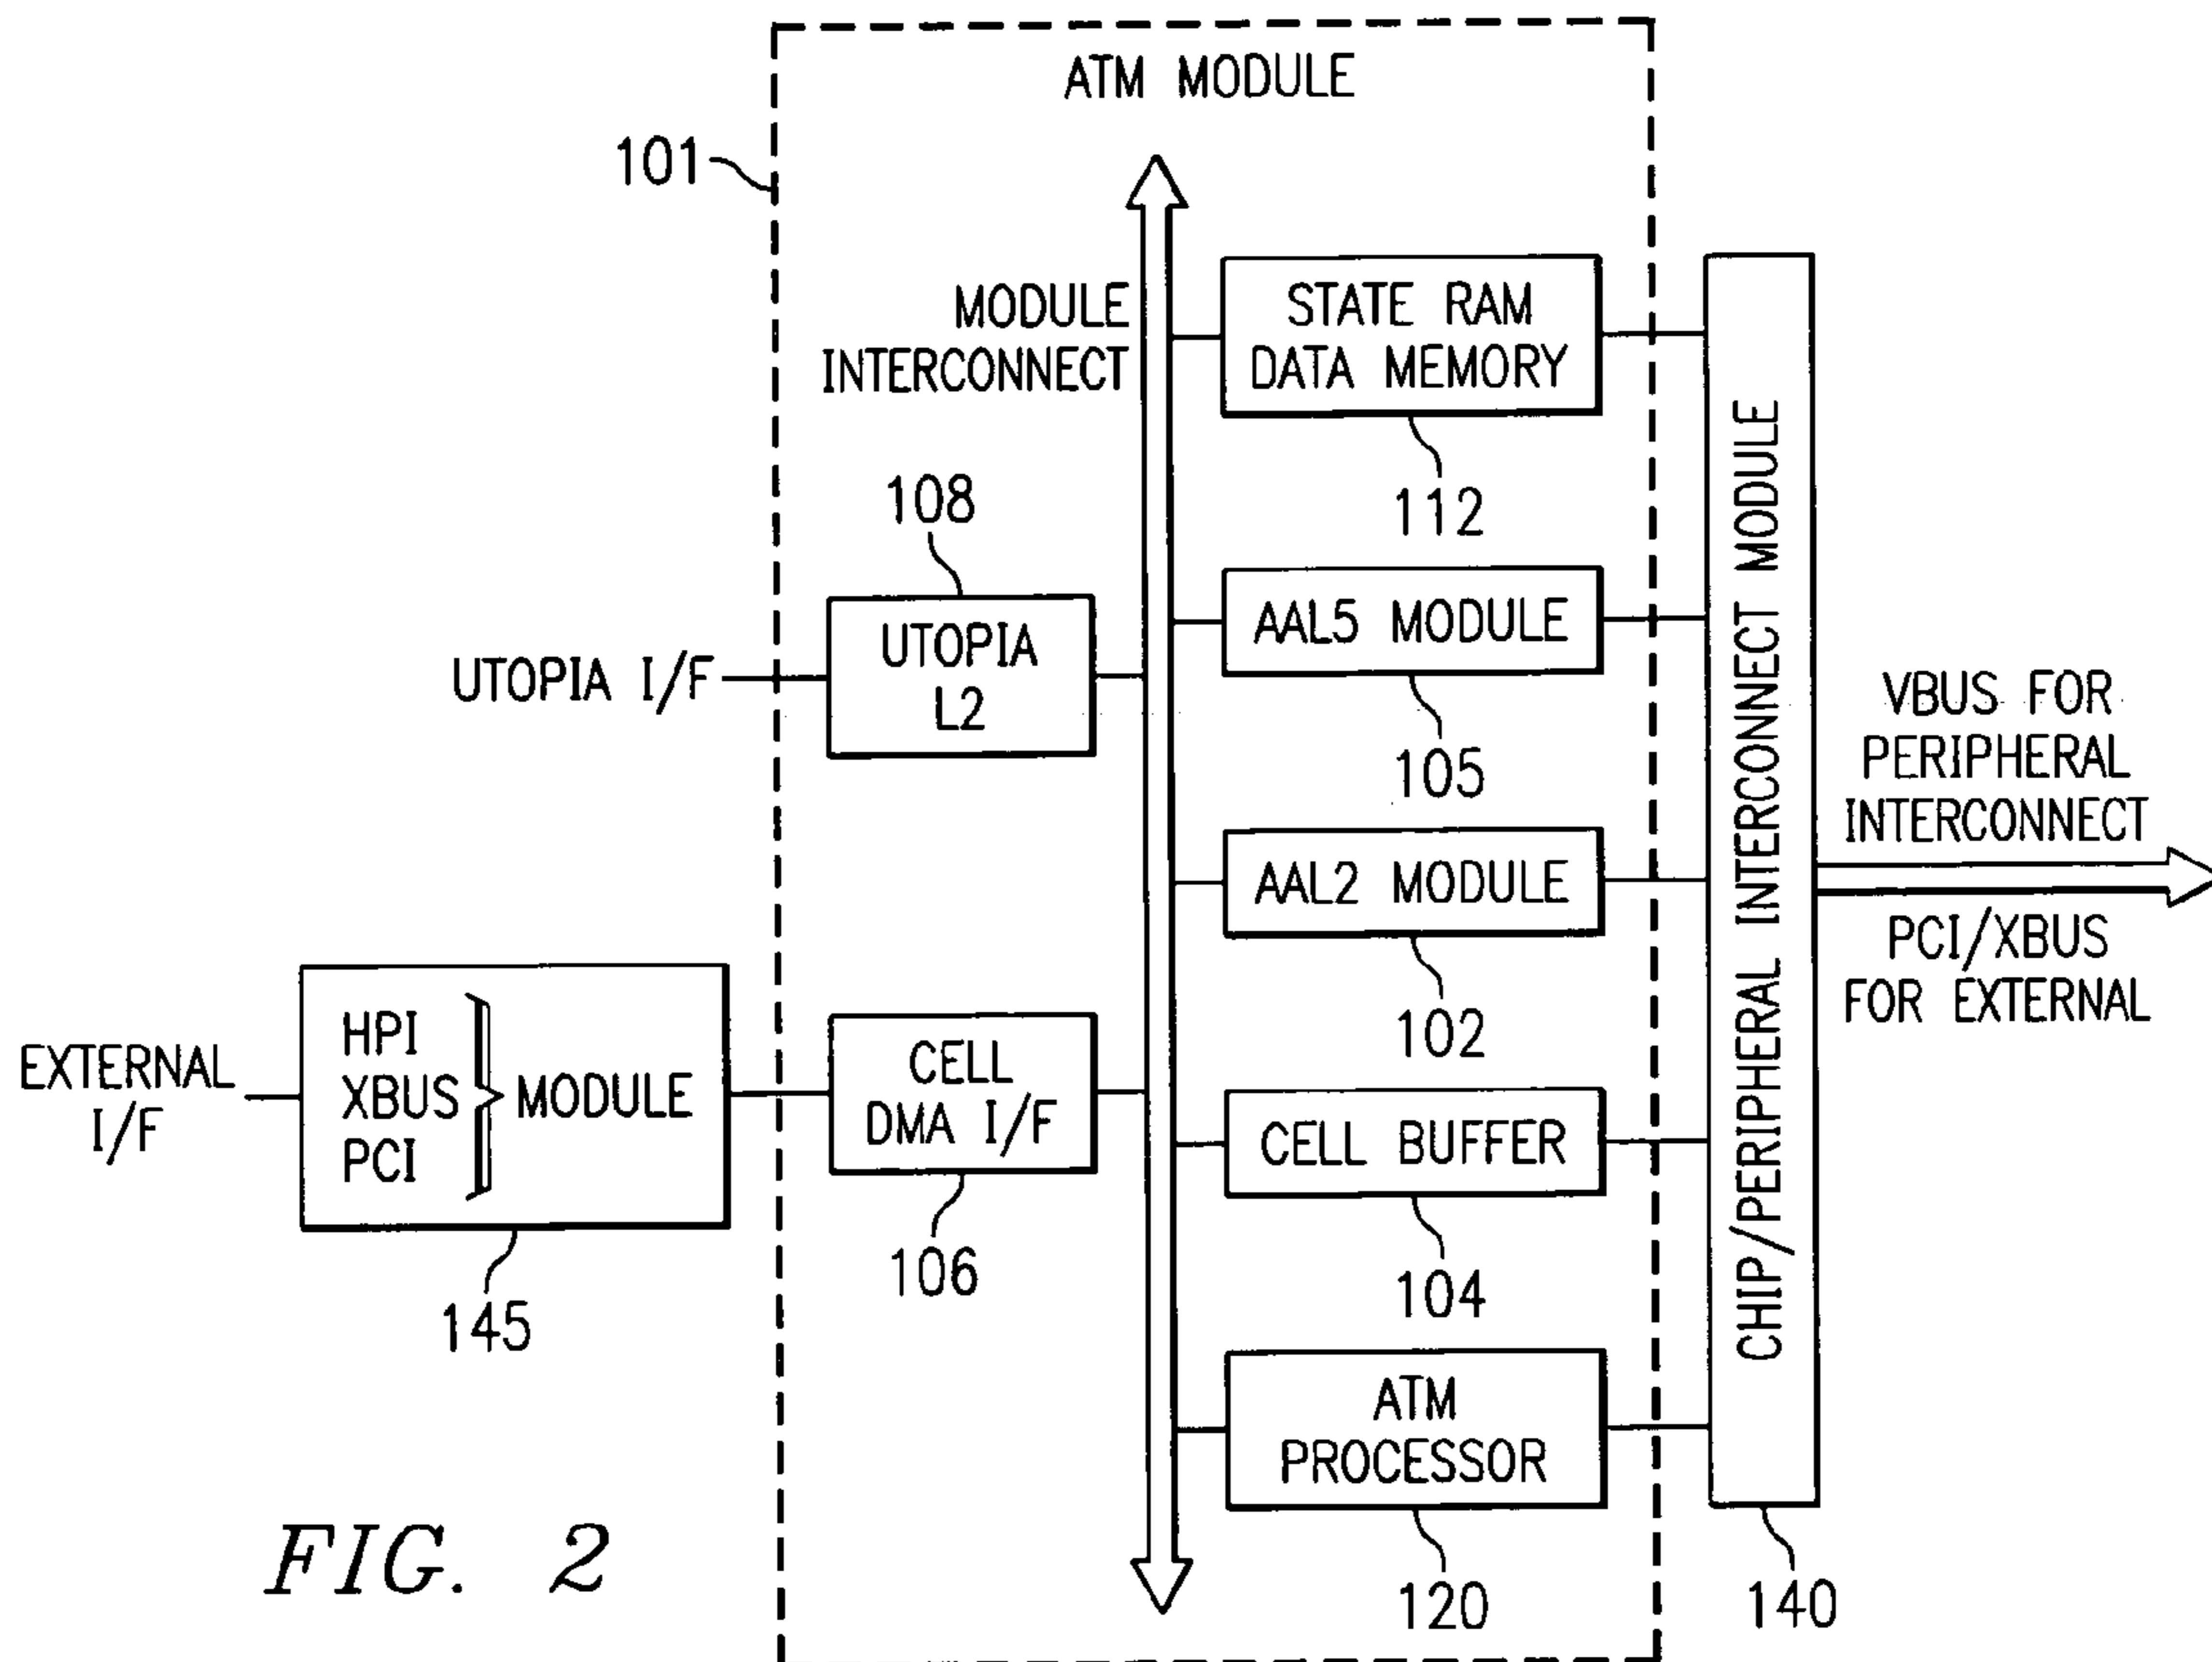 ATM MODULE
101
MODULE
INTERCONNECT
STATE RAM
DATA MEMORY
112
108
UTOPIA I/F
UTOPIA
L2
AAL5 MODULE
105
AAL2 MODULE
102
EXTERNAL
I/F
HPI
XBUS
PCI
MODULE
145
CELL
DMA I/F
106
CELL BUFFER
104
ATM
PROCESSOR
120
CHIP/PERIPHERAL INTERCONNECT MODULE
140
VBUS FOR
PERIPHERAL
INTERCONNECT
PCI/XBUS
FOR EXTERNAL
FIG. 2